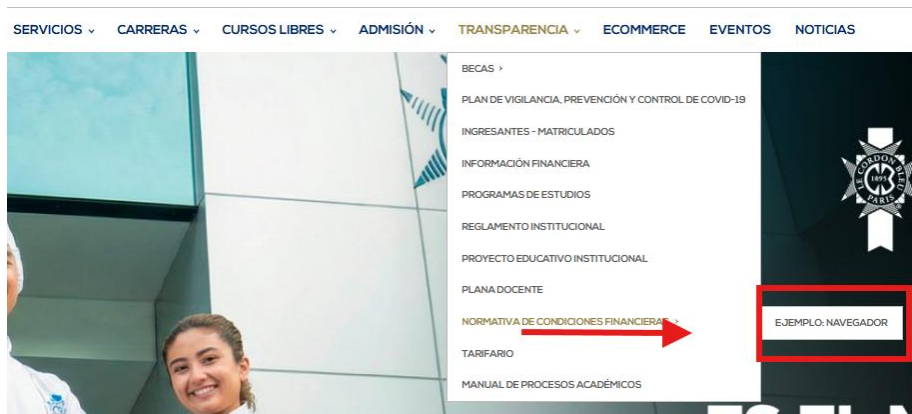 SERVICIOS CARRERAS CURSOS LIBRES ADMISIÓN TRANSPARENCIA ECOMMERCE EVENTOS NOTICIAS
BECAS >
PLAN DE VIGILANCIA, PREVENCIÓN Y CONTROL DE COVID-19
INGRESANTES - MATRICULADOS
INFORMACIÓN FINANCIERA
PROGRAMAS DE ESTUDIOS
REGLAMENTO INSTITUCIONAL
PROYECTO EDUCATIVO INSTITUCIONAL
PLANA DOCENTE
NORMATIVA DE CONDICIONES FINANCIERAS >
EJEMPLO: NAVEGADOR
TARIFARIO
MANUAL DE PROCESOS ACADÉMICOS
LE CORDON BLEU
1895
PARIS